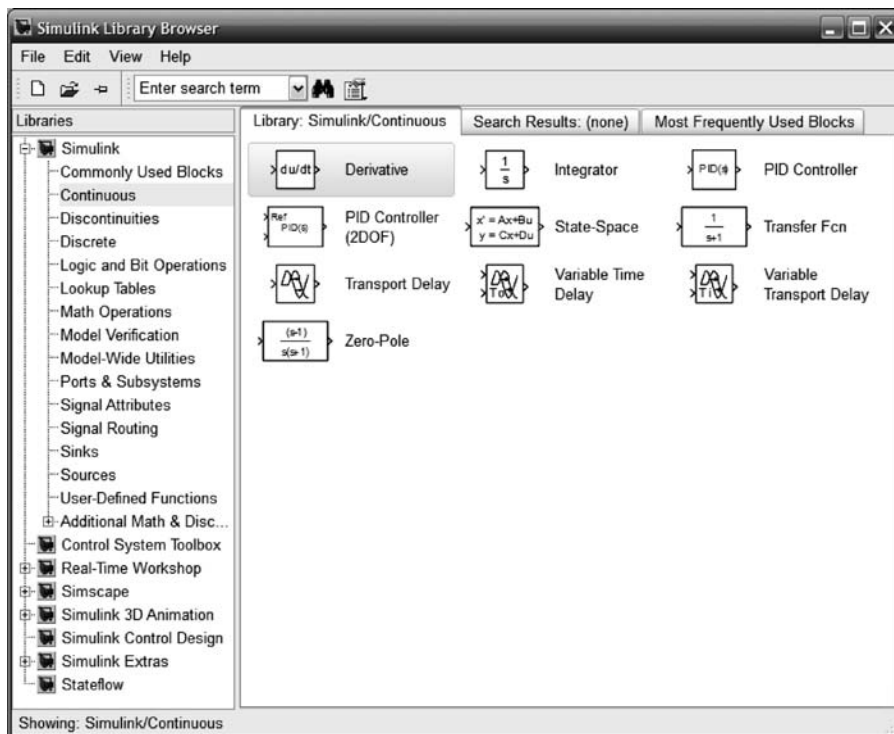 Simulink Library Browser
File Edit View Help
Enter search term
Libraries
Simulink
Commonly Used Blocks
Continuous
Discontinuities
Discrete
Logic and Bit Operations
Lookup Tables
Math Operations
Model Verification
Model-Wide Utilities
Ports & Subsystems
Signal Attributes
Signal Routing
Sinks
Sources
User-Defined Functions
Additional Math & Disc...
Control System Toolbox
Real-Time Workshop
Simscape
Simulink 3D Animation
Simulink Control Design
Simulink Extras
Stateflow
Library: Simulink/Continuous Search Results: (none) Most Frequently Used Blocks
du/dt Derivative
1
s
Integrator
PID(s) PID Controller
Ref
PID(s)
PID Controller
(2DOF)
x' = Ax+Bu
y = Cx+Du
State-Space
1
s+1
Transfer Fcn
Transport Delay
To
Variable Time
Delay
Ti
Variable
Transport Delay
(s-1)
s(s+1)
Zero-Pole
Showing: Simulink/Continuous